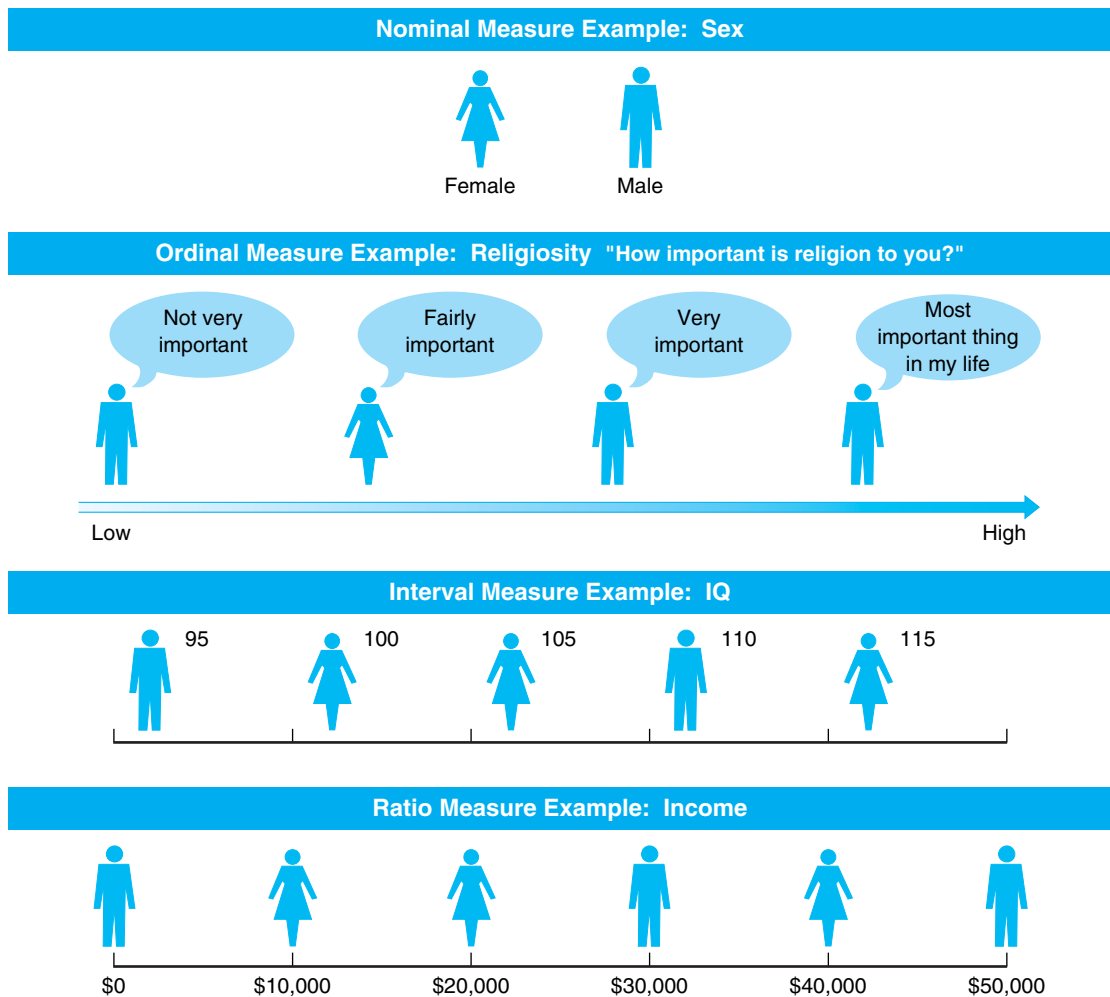 Nominal Measure Example: Sex
Female
Male
Ordinal Measure Example: Religiosity "How important is religion to you?"
Not very
important
Fairly
important
Very
important
Most
important thing
in my life
Low
High
Interval Measure Example: IQ
95
100
105
110
115
Ratio Measure Example: Income
$0
$10,000
$20,000
$30,000
$40,000
$50,000